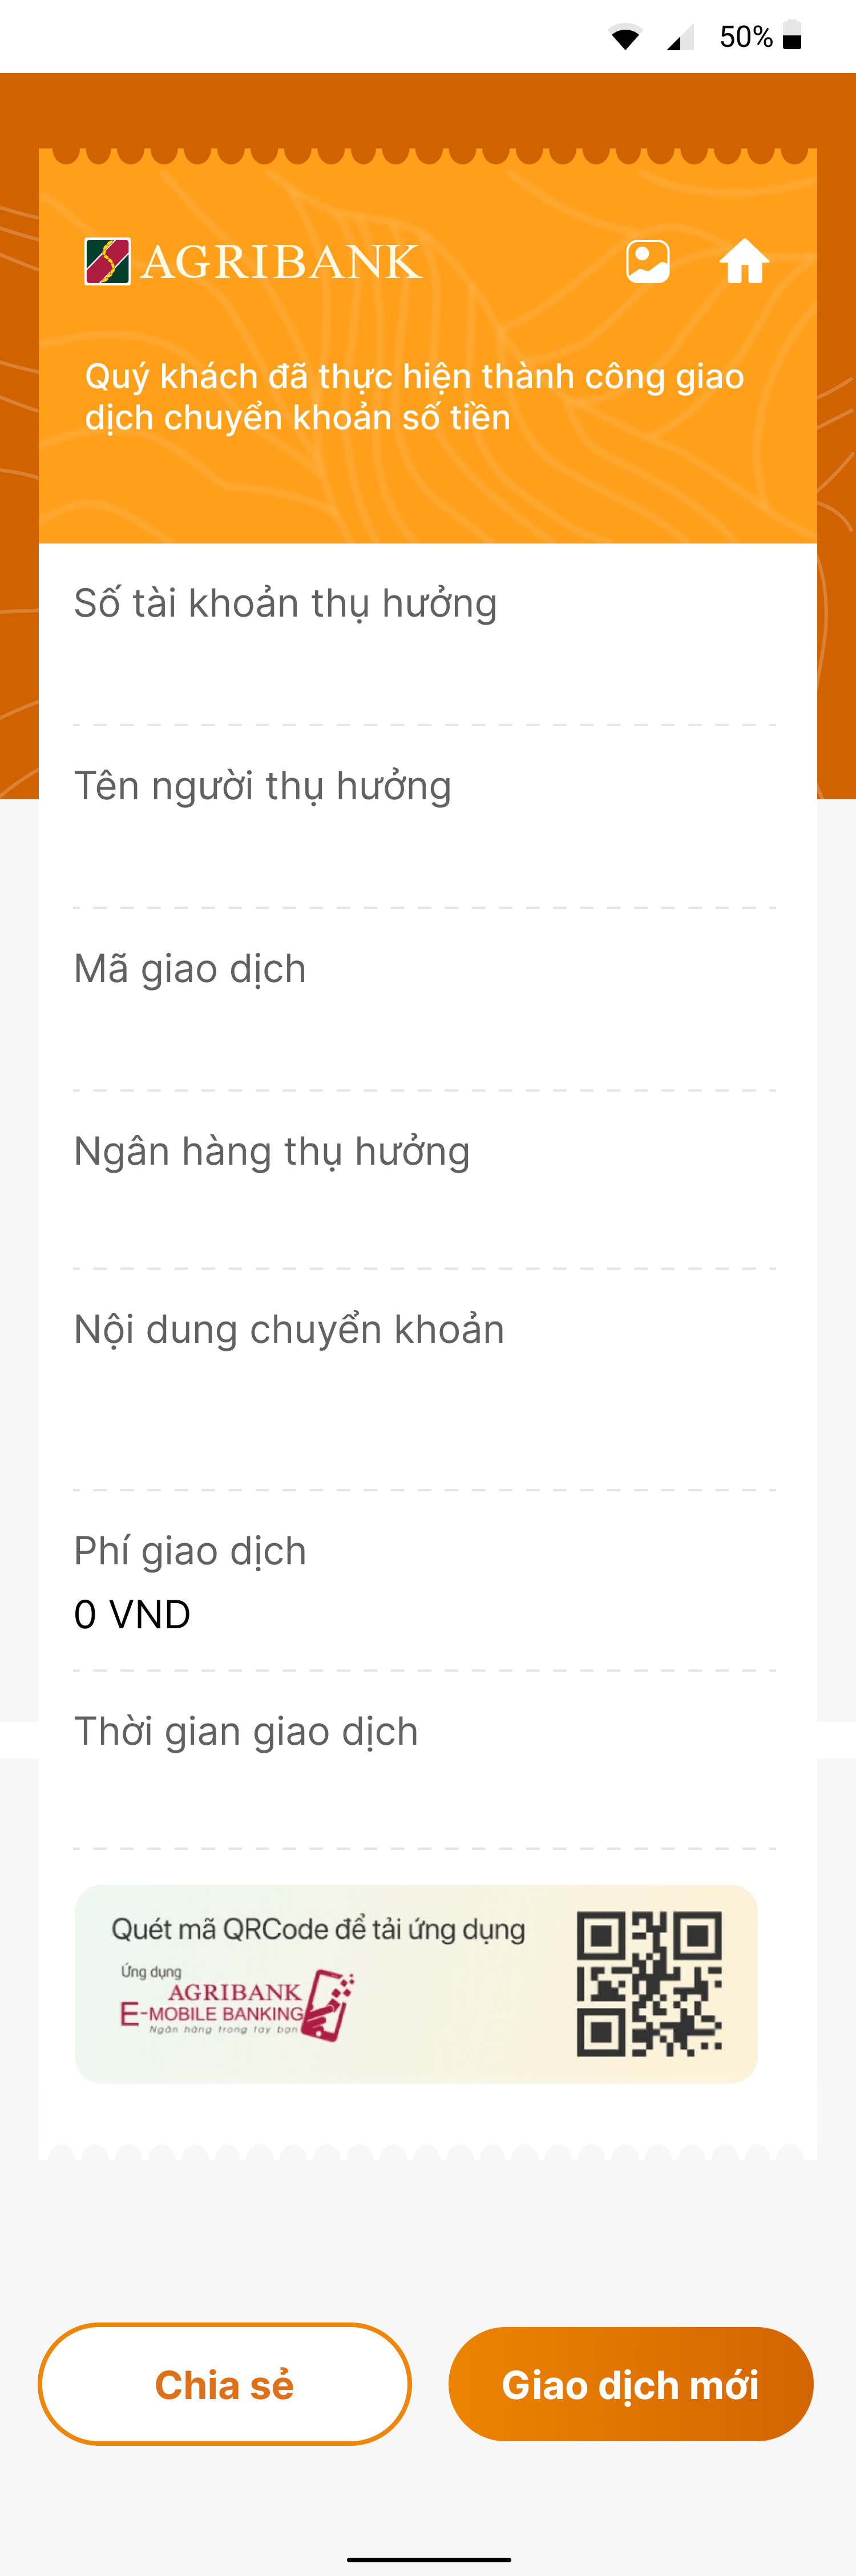 50%
AGRIBANK
Quý khách đã thực hiện thành công giao
dịch chuyển khoản số tiền
Số tài khoản thụ hưởng
Tên người thụ hưởng
Mã giao dịch
Ngân hàng thụ hưởng
Nội dung chuyển khoản
Phí giao dịch
0 VND
Thời gian giao dịch
Quét mã QRCode để tải ứng dụng
Ứng dụng
AGRIBANK
E-MOBILE BANKING
Ngân hàng trong tay bạn
Chia sẻ
Giao dịch mới